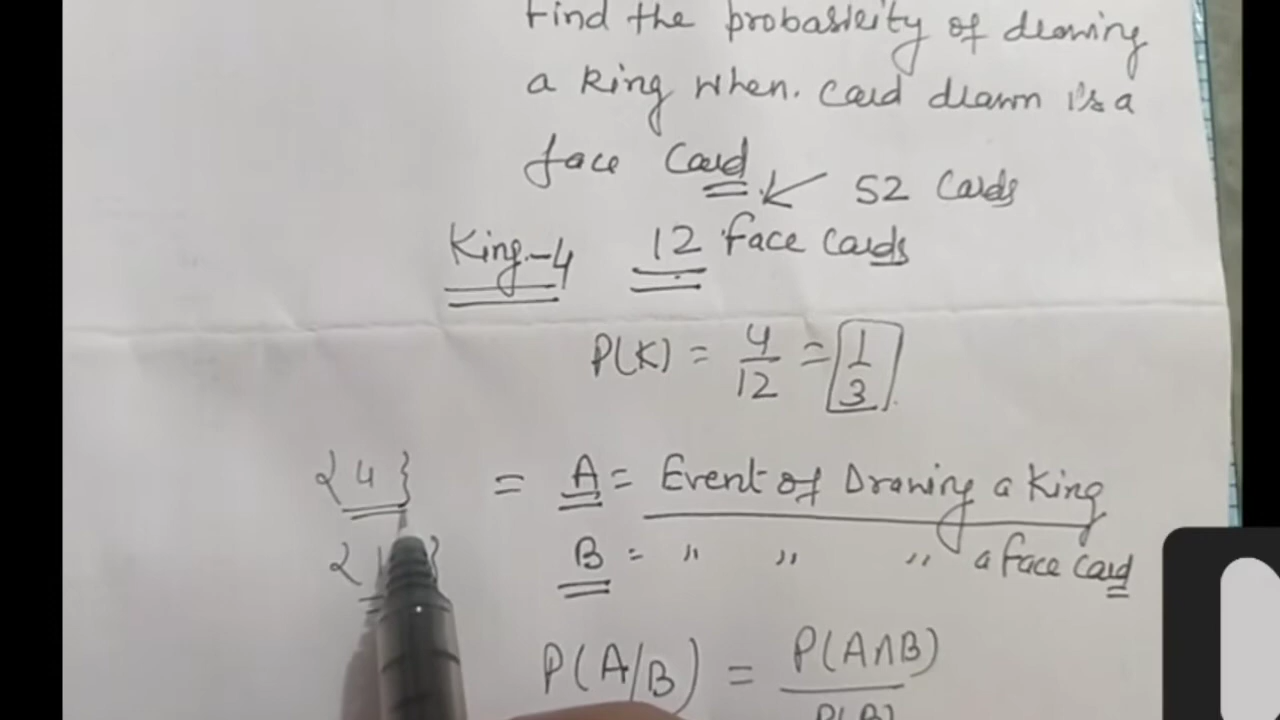 Find the probability of drawing
a King when. Card drawn is a
face Card
52 Cards
King-4 12 Face Cards
P(K) = 4/12 = 1/3
{4} = A = Event of Drawing a King
B = " " " a face card
P(A/B) = P(A∩B)/P(B)